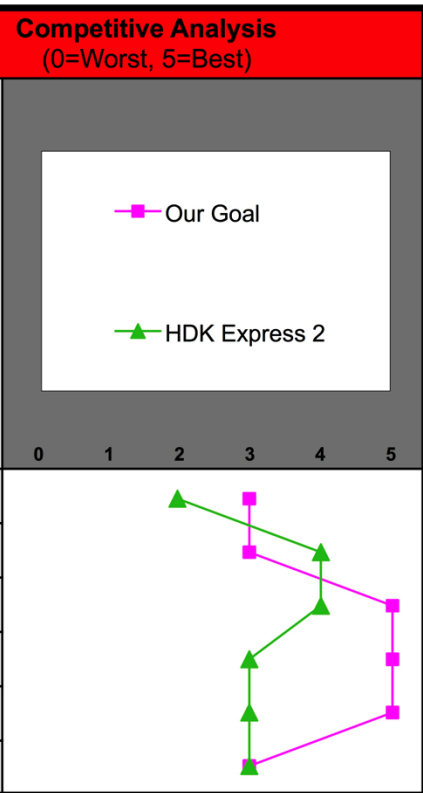 Competitive Analysis
(0=Worst, 5=Best)
Our Goal
HDK Express 2
0 1 2 3 4 5